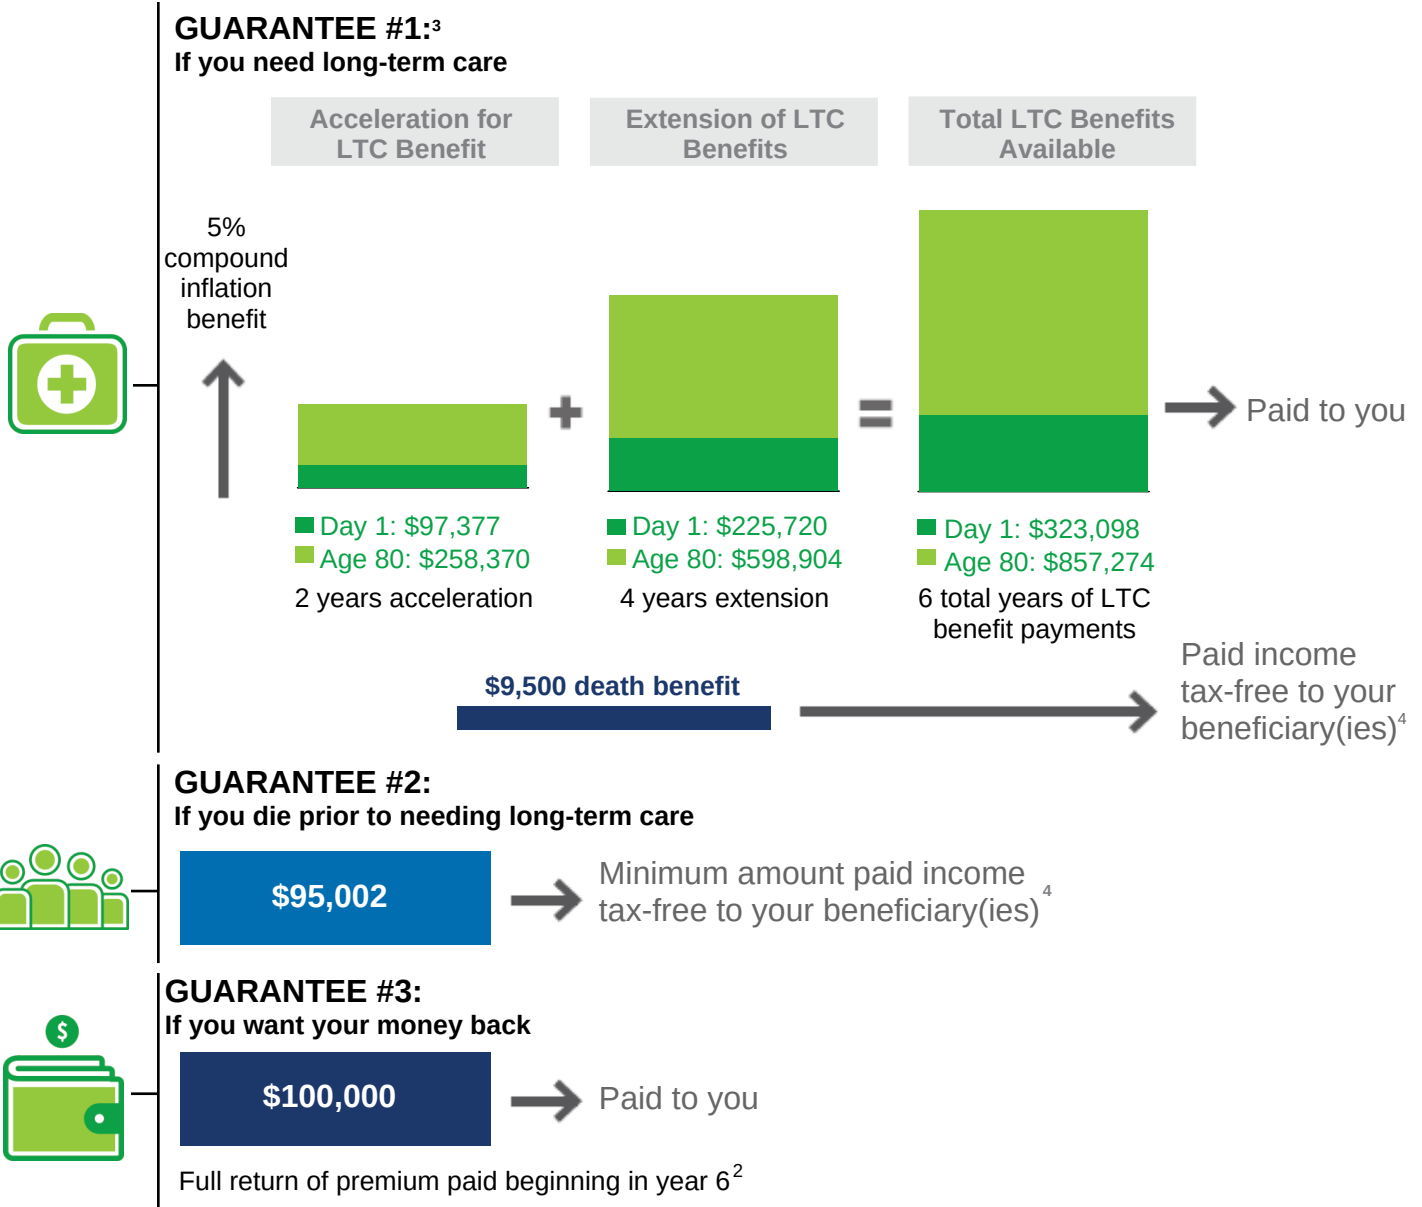 GUARANTEE #1:3
If you need long-term care
Acceleration for
LTC Benefit
Extension of LTC
Benefits
Total LTC Benefits
Available
5%
compound
inflation
benefit
Paid to you
Day 1: $97,377
Age 80: $258,370
2 years acceleration
Day 1: $225,720
Age 80: $598,904
4 years extension
Day 1: $323,098
Age 80: $857,274
6 total years of LTC
benefit payments
$9,500 death benefit
Paid income
tax-free to your
beneficiary(ies)4
GUARANTEE #2:
If you die prior to needing long-term care
$95,002
Minimum amount paid income
tax-free to your beneficiary(ies)4
GUARANTEE #3:
If you want your money back
$
$100,000
Paid to you
Full return of premium paid beginning in year 62